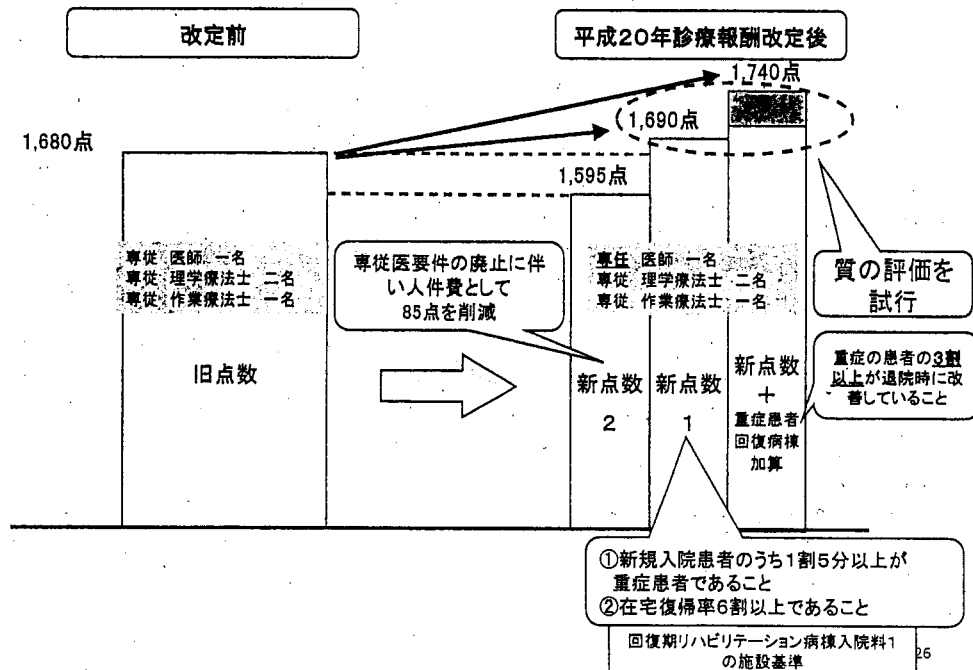 改定前
平成20年診療報酬改定後
1,740点
1,690点
1,680点
1,595点
専従 医師 一名
専従 理学療法士 二名
専従 作業療法士 一名
専従医要件の廃止に伴
い人件費として
85点を削減
専任 医師 一名
専従 理学療法士 二名
専従 作業療法士 一名
質の評価を
試行
旧点数
新点数
2
新点数
1
新点数
+
重症患者
回復病棟
加算
重症の患者の3割
以上が退院時に改
善していること
①新規入院患者のうち1割5分以上が
重症患者であること
②在宅復帰率6割以上であること
回復期リハビリテーション病棟入院料1
の施設基準
26